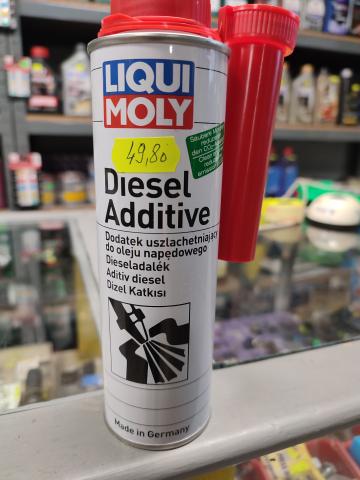 LIQUI
MOLY
49,80
Diesel
Additive
Dodatek uszlachetniający
do oleju napędowego
Dieseladalék
Aditiv diesel
Dizel Katkısı
Made in Germany